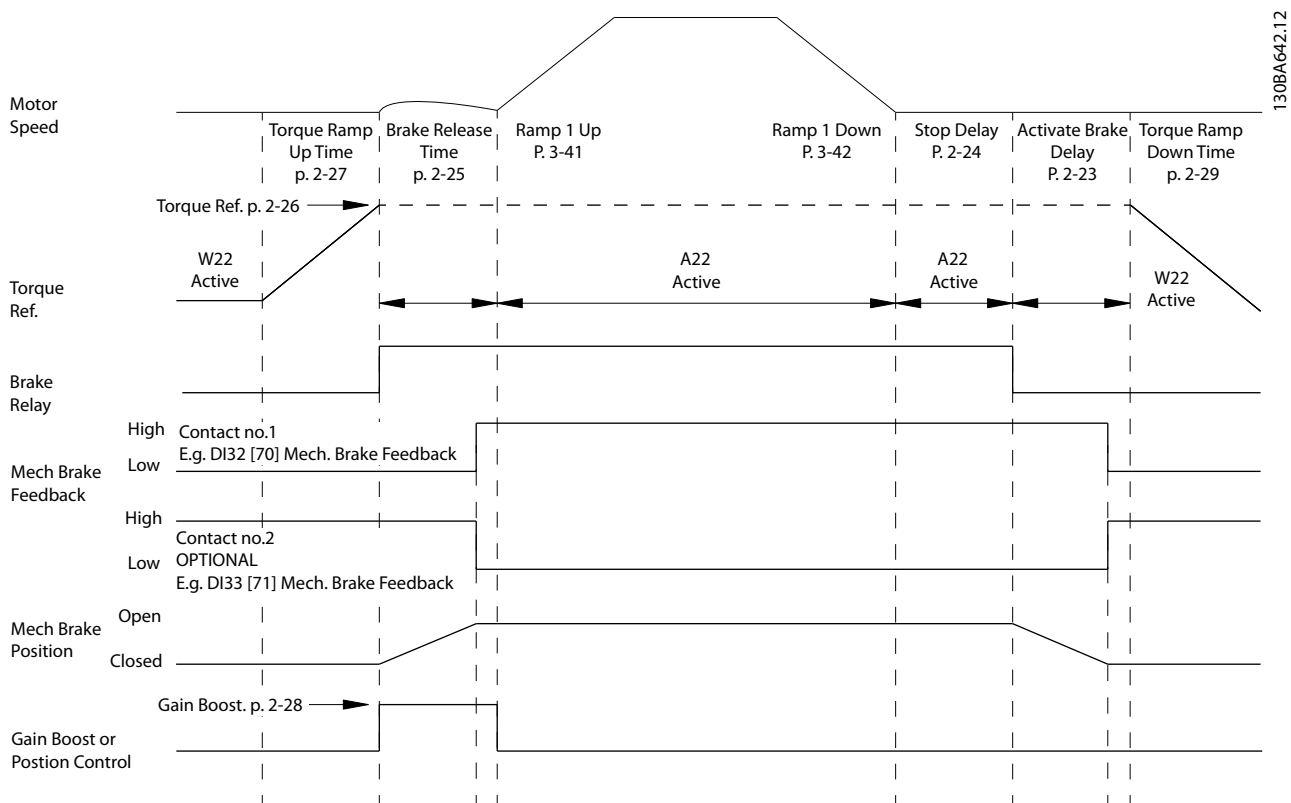 130BA642.12
Motor
Speed
Torque Ramp
Up Time
p. 2-27
Brake Release
Time
p. 2-25
Ramp 1 Up
P. 3-41
Ramp 1 Down
P. 3-42
Stop Delay
P. 2-24
Activate Brake
Delay
P. 2-23
Torque Ramp
Down Time
p. 2-29
Torque Ref. p. 2-26
W22
Active
A22
Active
A22
Active
W22
Active
Torque
Ref.
Brake
Relay
High
Contact no.1
E.g. DI32 [70] Mech. Brake Feedback
Low
Mech Brake
Feedback
High
Contact no.2
Low
OPTIONAL
E.g. DI33 [71] Mech. Brake Feedback
Open
Mech Brake
Position
Closed
Gain Boost. p. 2-28
Gain Boost or
Postion Control